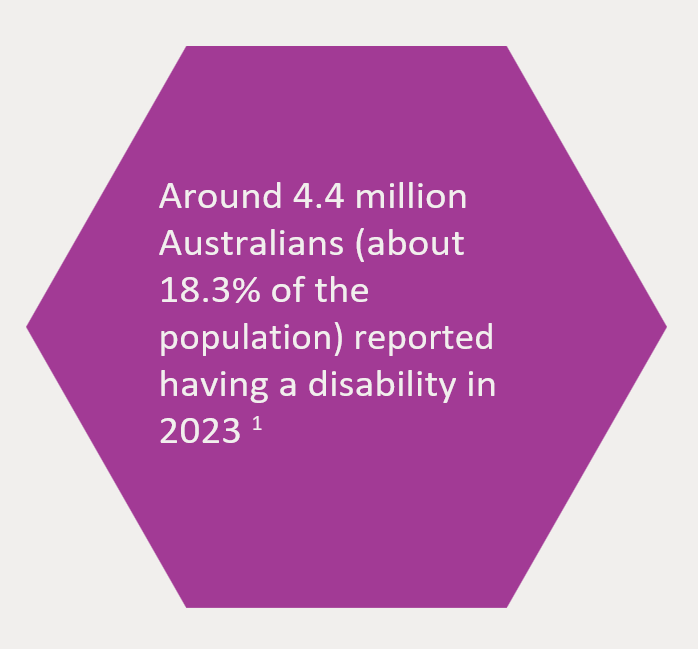 Around 4.4 million
Australians (about
18.3% of the
population) reported
having a disability in
2023 ¹